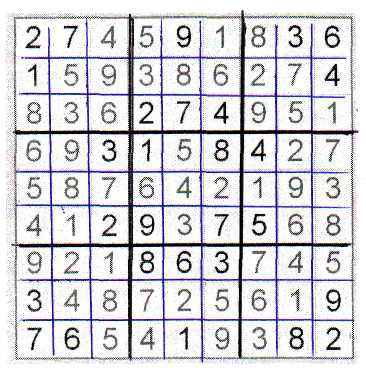 2 7 4 5 9 1 8 3 6
1 5 9 3 8 6 2 7 4
8 3 6 2 7 4 9 5 1
6 9 3 1 5 8 4 2 7
5 8 7 6 4 2 1 9 3
4 1 2 9 3 7 5 6 8
9 2 1 8 6 3 7 4 5
3 4 8 7 2 5 6 1 9
7 6 5 4 1 9 3 8 2